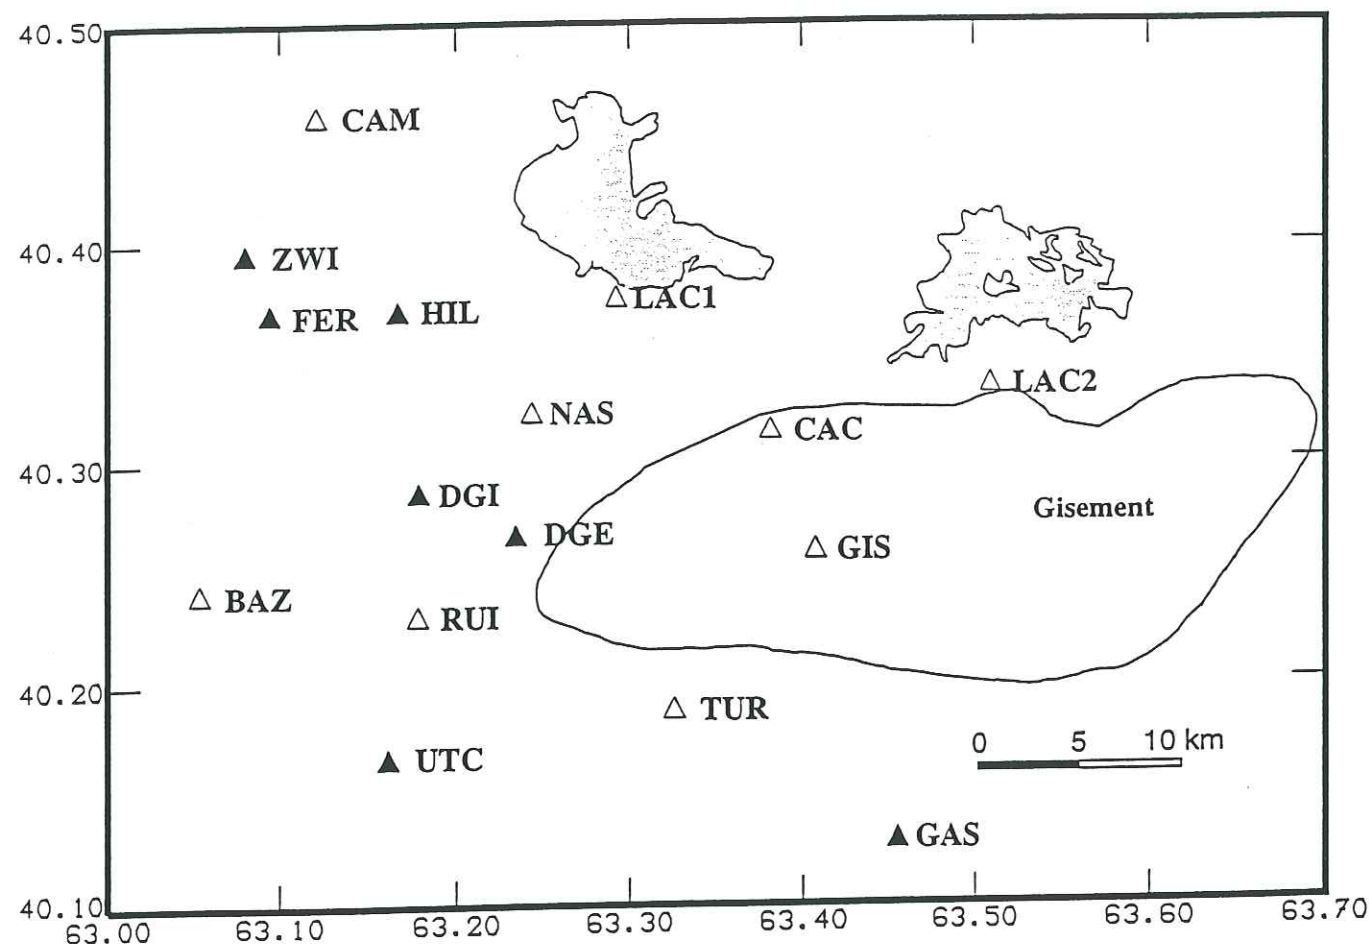 40.50
CAM
40.40
ZWI
FER
HIL
LAC1
LAC2
NAS
CAC
40.30
DGI
DGE
Gisement
GIS
BAZ
RUI
40.20
TUR
UTC
0 5 10 km
GAS
40.10
63.00 63.10 63.20 63.30 63.40 63.50 63.60 63.70